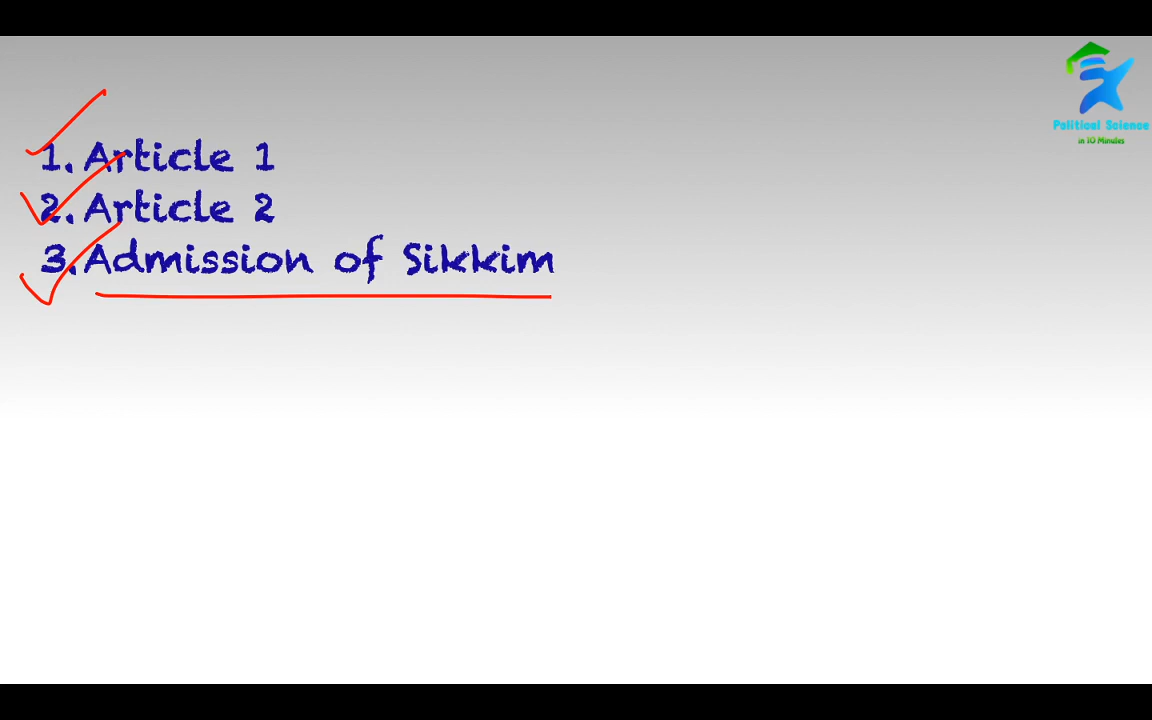 Political Science
in 10 Minutes
1. Article 1
2. Article 2
3. Admission of Sikkim